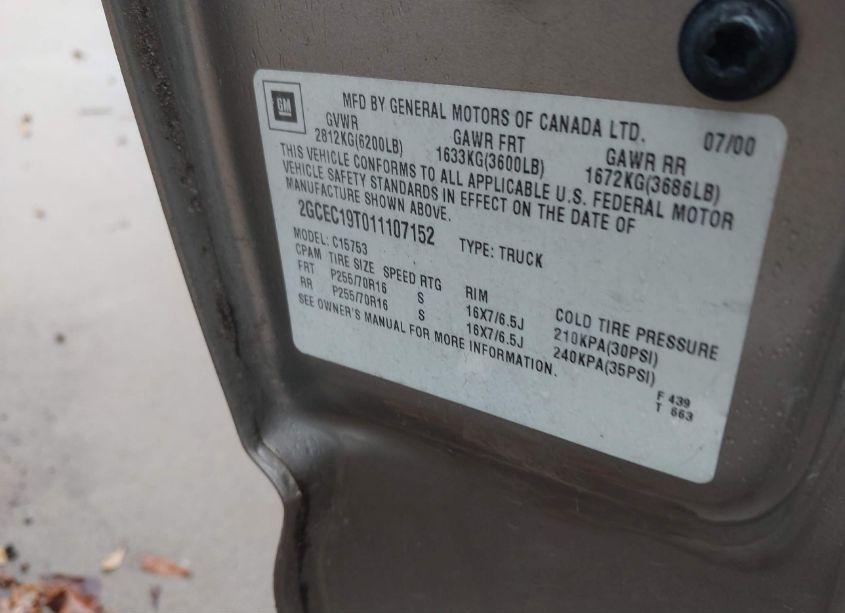 GM
MFD BY GENERAL MOTORS OF CANADA LTD. 07/00
GVWR GAWR FRT GAWR RR
2812KG(6200LB) 1633KG(3600LB) 1672KG(3686LB)
THIS VEHICLE CONFORMS TO ALL APPLICABLE U.S. FEDERAL MOTOR
VEHICLE SAFETY STANDARDS IN EFFECT ON THE DATE OF
MANUFACTURE SHOWN ABOVE.
2GCEC19T011107152 TYPE: TRUCK
MODEL: C15753
CPAM TIRE SIZE SPEED RTG RIM COLD TIRE PRESSURE
FRT P255/70R16 S 16X7/6.5J 210KPA(30PSI)
RR P255/70R16 S 16X7/6.5J 240KPA(35PSI)
SEE OWNER'S MANUAL FOR MORE INFORMATION.
F 439
T 663